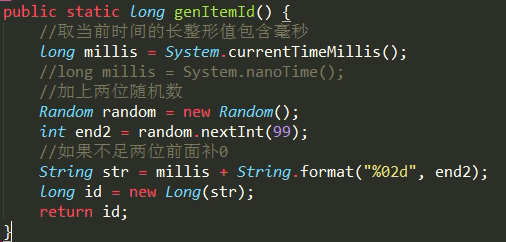 public static long genItemId() {
//取当前时间的长整形值包含毫秒
long millis = System.currentTimeMillis();
//long millis = System.nanoTime();
//加上两位随机数
Random random = new Random();
int end2 = random.nextInt(99);
//如果不足两位前面补0
String str = millis + String.format("%02d", end2);
long id = new Long(str);
return id;
}